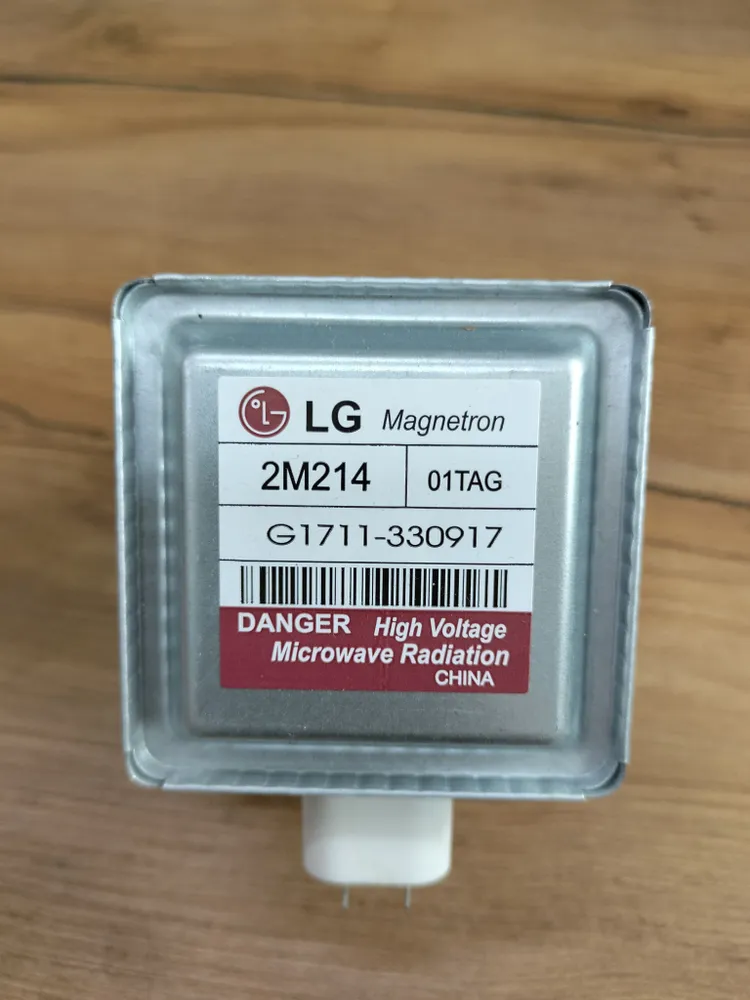 LG Magnetron
2M214 01TAG
G1711-330917
DANGER High Voltage
Microwave Radiation
CHINA